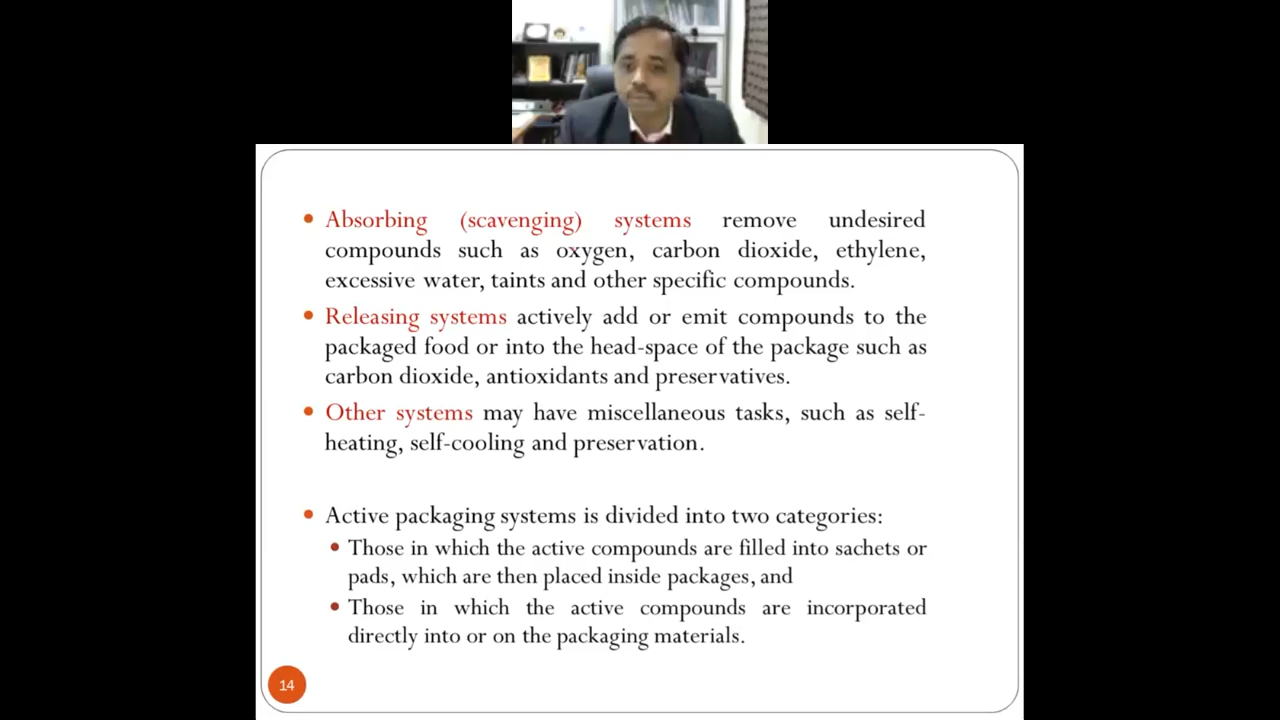 Absorbing (scavenging) systems remove undesired
compounds such as oxygen, carbon dioxide, ethylene,
excessive water, taints and other specific compounds.
Releasing systems actively add or emit compounds to the
packaged food or into the head-space of the package such as
carbon dioxide, antioxidants and preservatives.
Other systems may have miscellaneous tasks, such as self-
heating, self-cooling and preservation.
Active packaging systems is divided into two categories:
Those in which the active compounds are filled into sachets or
pads, which are then placed inside packages, and
Those in which the active compounds are incorporated
directly into or on the packaging materials.
14